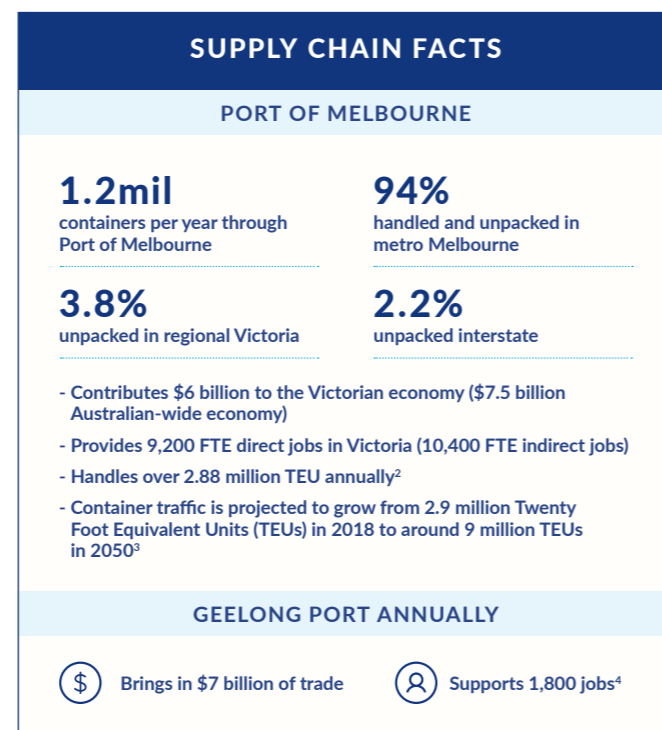 SUPPLY CHAIN FACTS
PORT OF MELBOURNE
1.2mil
containers per year through
Port of Melbourne
94%
handled and unpacked in
metro Melbourne
3.8%
unpacked in regional Victoria
2.2%
unpacked interstate
- Contributes $6 billion to the Victorian economy ($7.5 billion
Australian-wide economy)
- Provides 9,200 FTE direct jobs in Victoria (10,400 FTE indirect jobs)
- Handles over 2.88 million TEU annually²
- Container traffic is projected to grow from 2.9 million Twenty
Foot Equivalent Units (TEUs) in 2018 to around 9 million TEUs
in 2050³
GEELONG PORT ANNUALLY
$
Brings in $7 billion of trade
Supports 1,800 jobs⁴